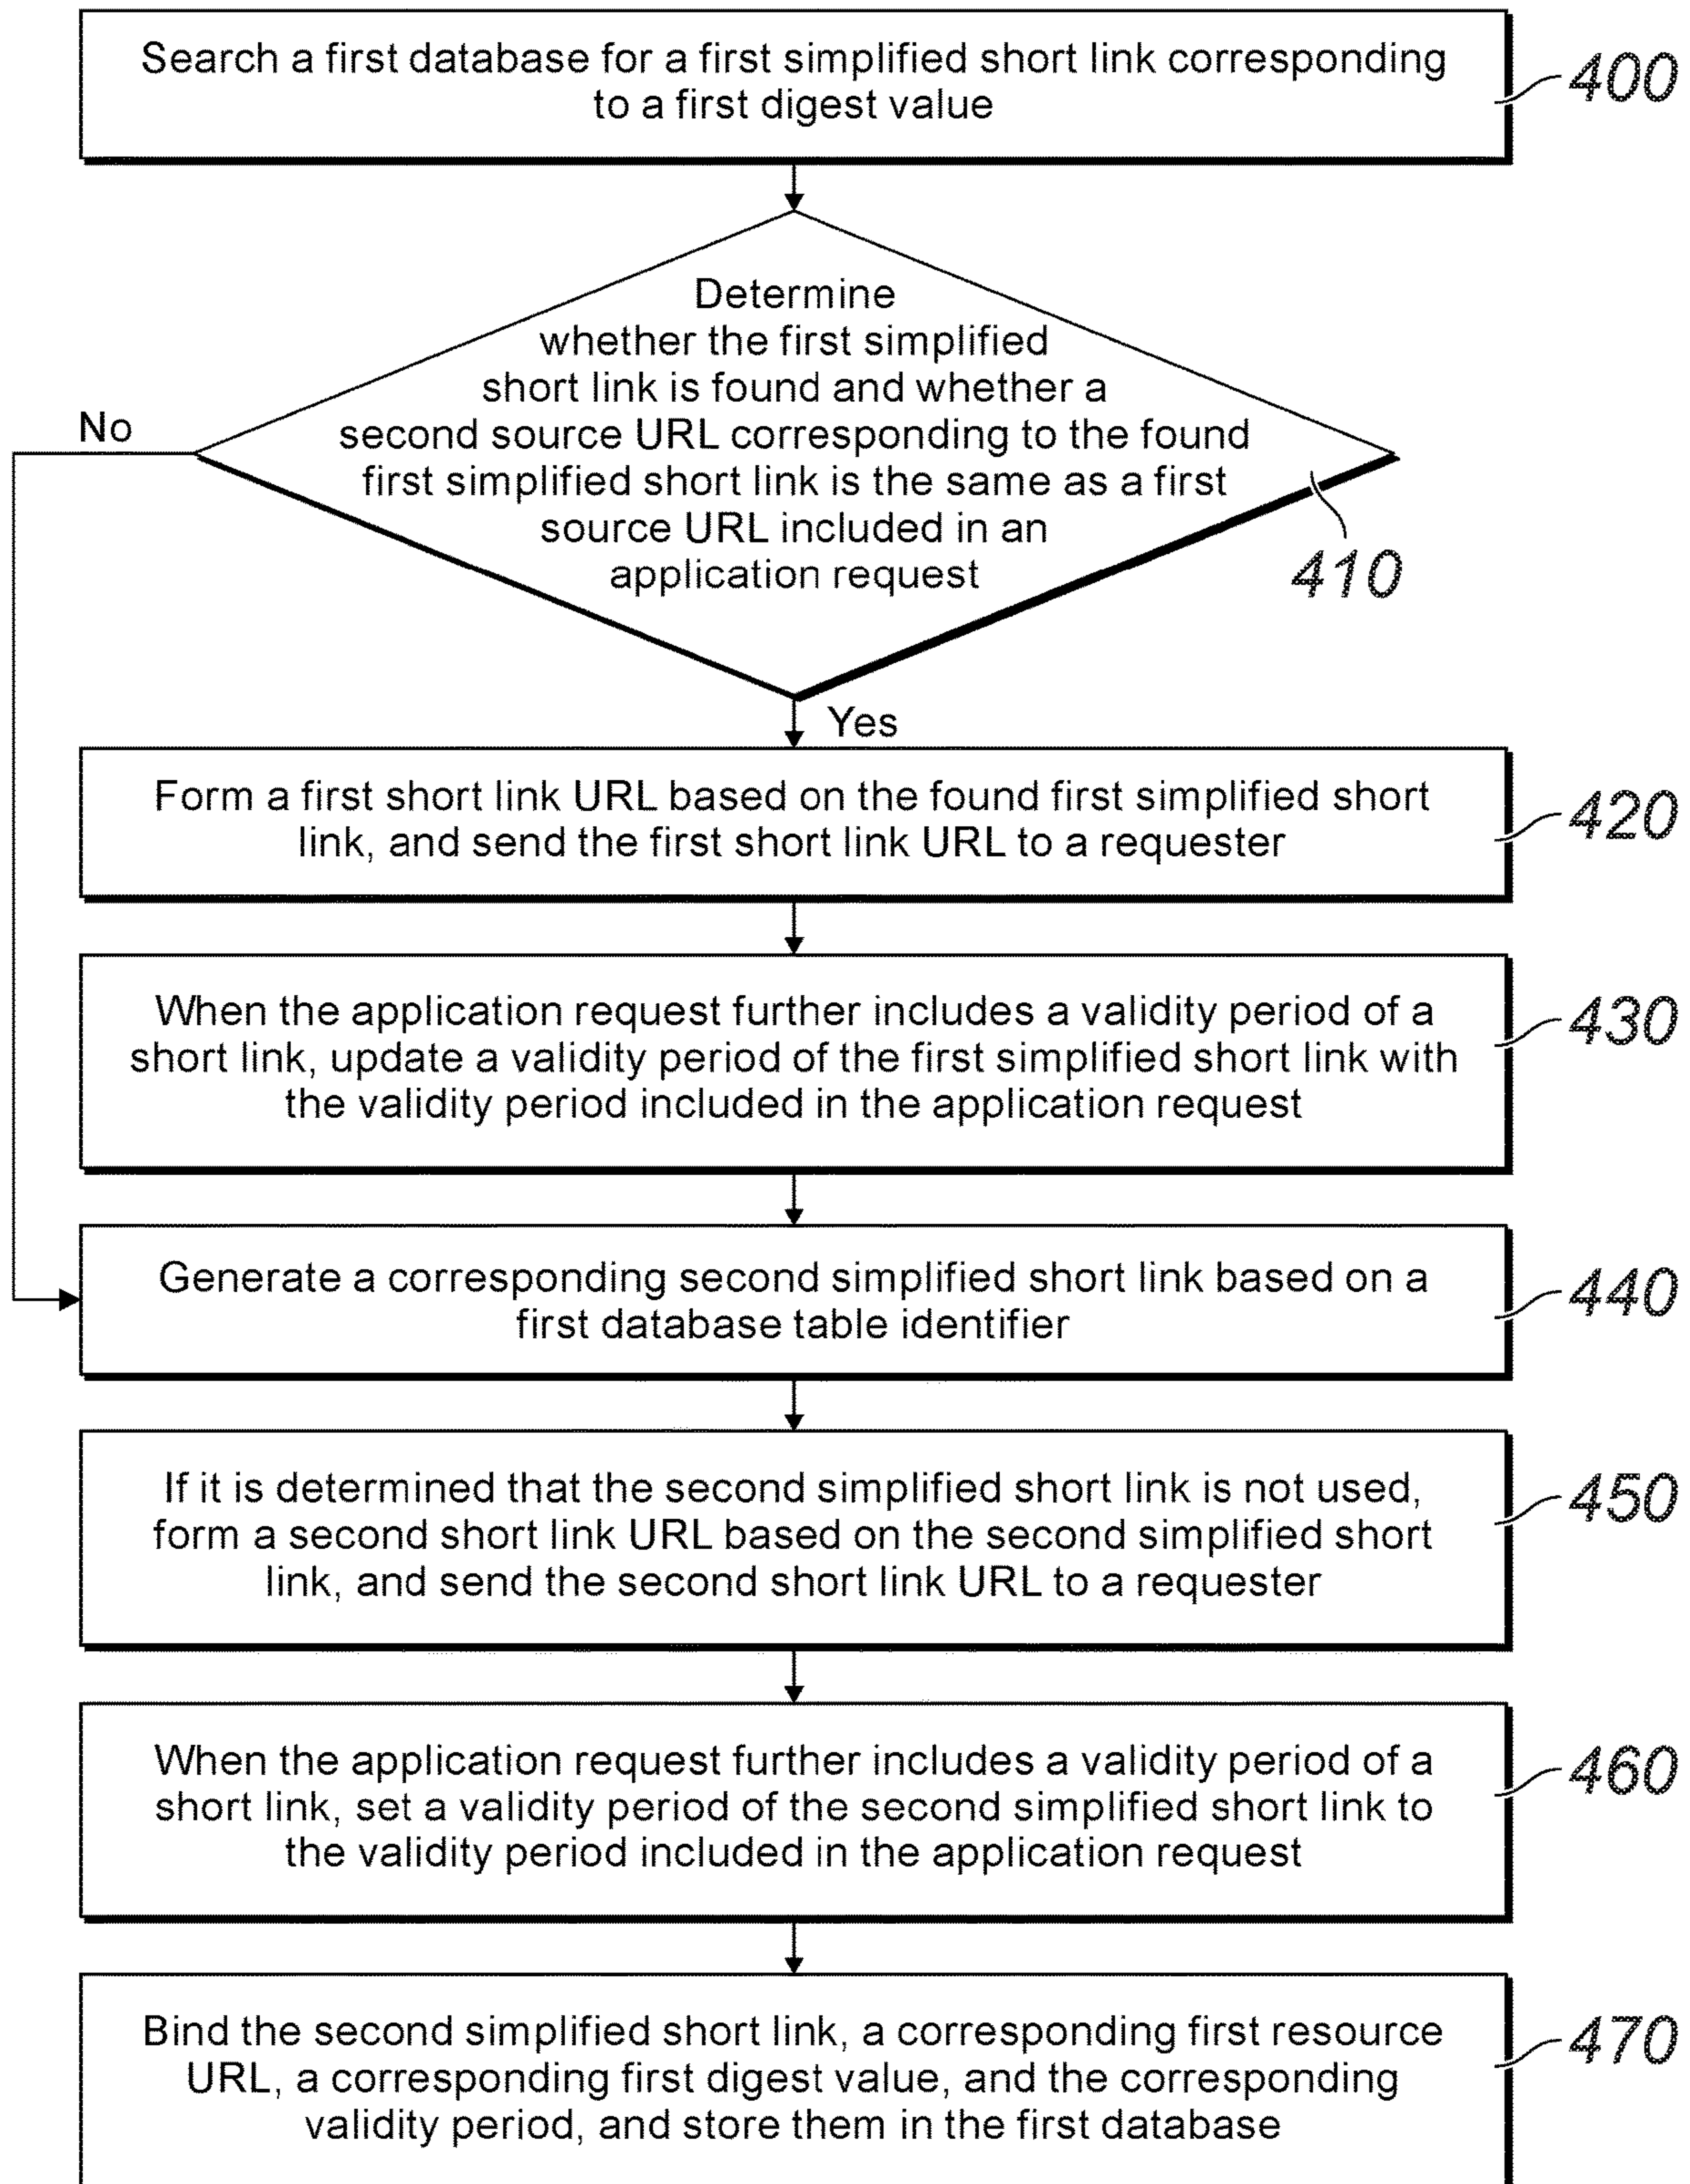 Search a first database for a first simplified short link corresponding
to a first digest value
400
Determine
whether the first simplified
short link is found and whether a
second source URL corresponding to the found
first simplified short link is the same as a first
source URL included in an
application request
No
410
Yes
Form a first short link URL based on the found first simplified short
link, and send the first short link URL to a requester
420
When the application request further includes a validity period of a
short link, update a validity period of the first simplified short link with
the validity period included in the application request
430
Generate a corresponding second simplified short link based on a
first database table identifier
440
If it is determined that the second simplified short link is not used,
form a second short link URL based on the second simplified short
link, and send the second short link URL to a requester
450
When the application request further includes a validity period of a
short link, set a validity period of the second simplified short link to
the validity period included in the application request
460
Bind the second simplified short link, a corresponding first resource
URL, a corresponding first digest value, and the corresponding
validity period, and store them in the first database
470